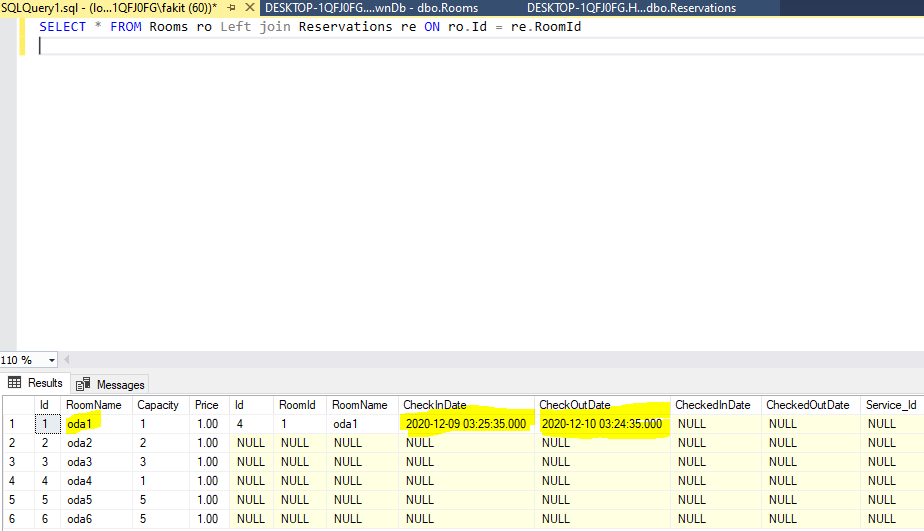 SQLQuery1.sql - (lo...1QFJ0FG\fakit (60))* DESKTOP-1QFJ0FG....wnDb - dbo.Rooms DESKTOP-1QFJ0FG.H...dbo.Reservations
SELECT * FROM Rooms ro Left join Reservations re ON ro.Id = re.RoomId
110 %
Results Messages
Id RoomName Capacity Price Id RoomId RoomName CheckInDate CheckOutDate CheckedInDate CheckedOutDate Service_Id
1 1 oda1 1 1.00 4 1 oda1 2020-12-09 03:25:35.000 2020-12-10 03:24:35.000 NULL NULL NULL
2 2 oda2 2 1.00 NULL NULL NULL NULL NULL NULL NULL NULL
3 3 oda3 3 1.00 NULL NULL NULL NULL NULL NULL NULL NULL
4 4 oda4 1 1.00 NULL NULL NULL NULL NULL NULL NULL NULL
5 5 oda5 5 1.00 NULL NULL NULL NULL NULL NULL NULL NULL
6 6 oda6 5 1.00 NULL NULL NULL NULL NULL NULL NULL NULL